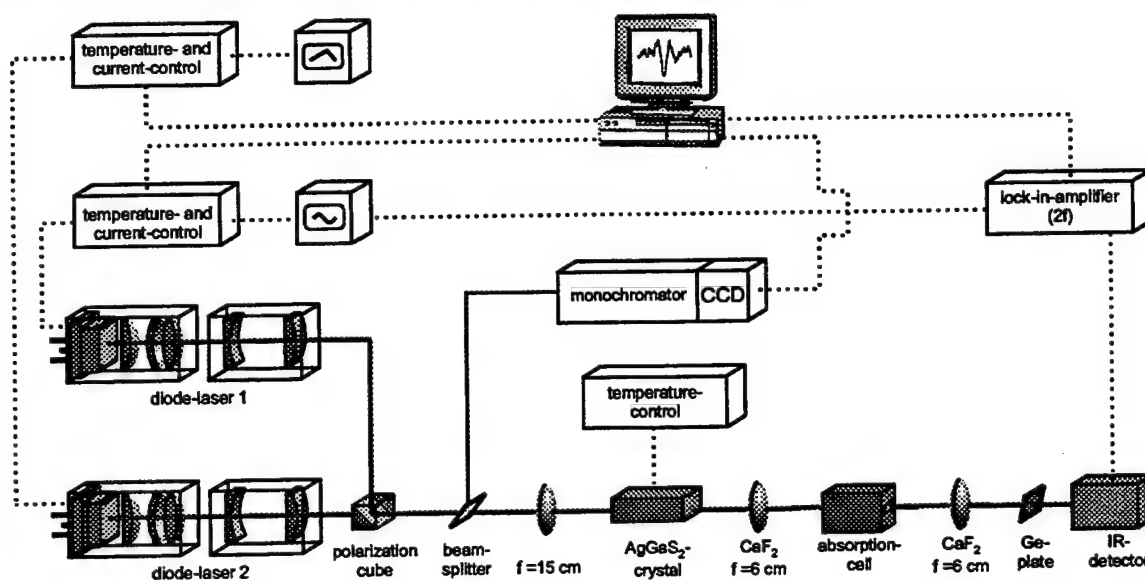 temperature- and
current-control
temperature- and
current-control
lock-in-amplifier
(2f)
monochromator CCD
diode-laser 1
temperature-
control
diode-laser 2
polarization
cube
beam-
splitter
f =15 cm
AgGaS₂-
crystal
CaF₂
f =6 cm
absorption-
cell
CaF₂
f =6 cm
Ge-
plate
IR-
detector